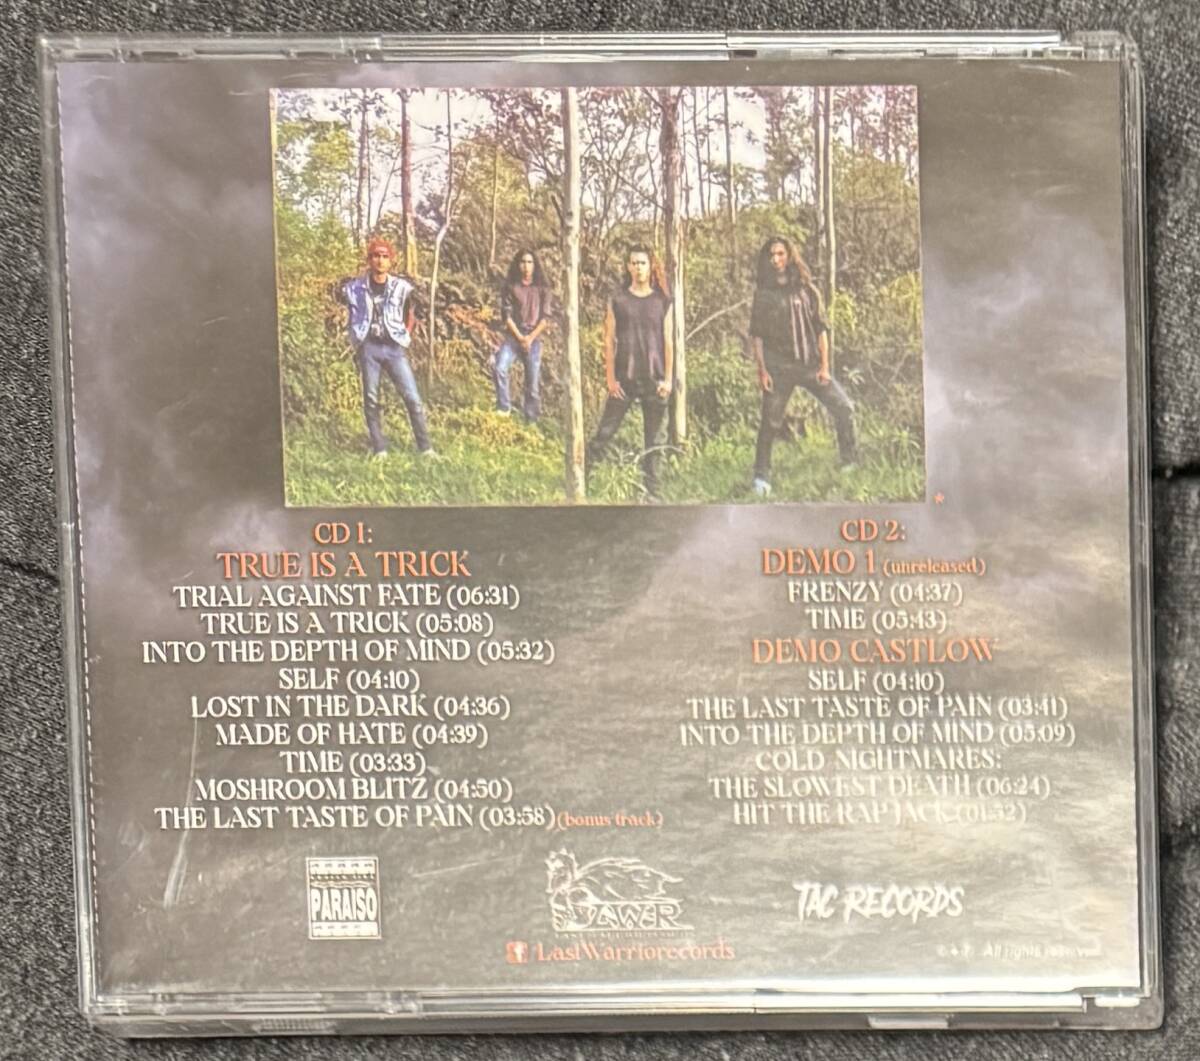 *
CD 1:
TRUE IS A TRICK
TRIAL AGAINST FATE (06:31)
TRUE IS A TRICK (05:08)
INTO THE DEPTH OF MIND (05:32)
SELF (04:10)
LOST IN THE DARK (04:36)
MADE OF HATE (04:39)
TIME (03:33)
MOSHROOM BLITZ (04:50)
THE LAST TASTE OF PAIN (03:58) (bonus track)
CD 2:
DEMO 1 (unreleased)
FRENZY (04:37)
TIME (05:43)
DEMO CASTLOW
SELF (04:10)
THE LAST TASTE OF PAIN (03:41)
INTO THE DEPTH OF MIND (05:09)
COLD NIGHTMARES:
THE SLOWEST DEATH (06:24)
HIT THE RAP JACK (01:52)
PARAISO
LWR
TAC RECORDS
LastWarriorecords
All rights reserved